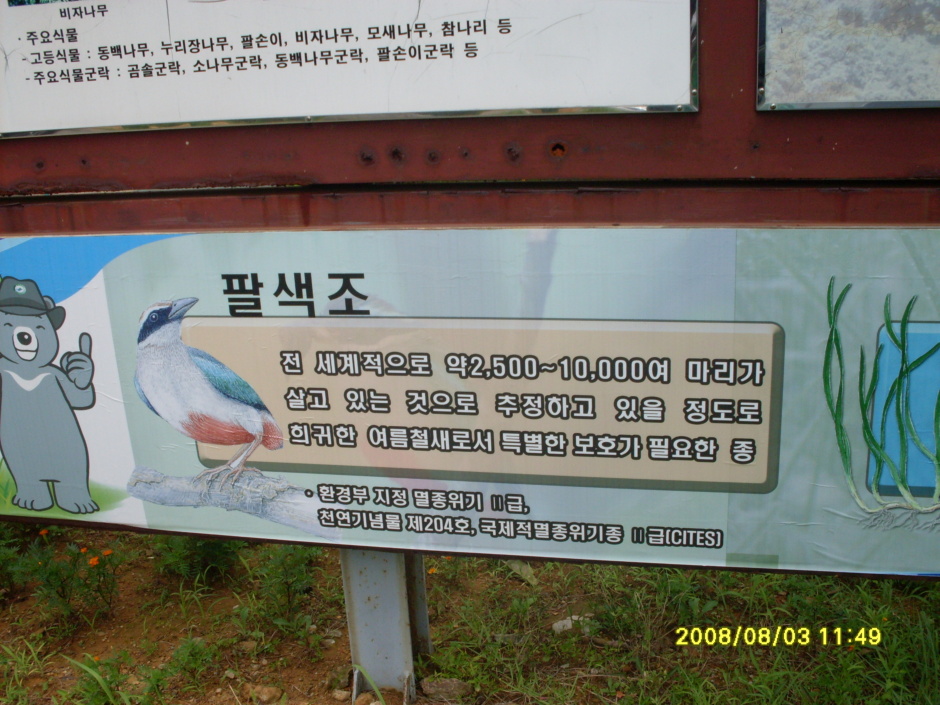 비자나무
· 주요식물
-고등식물 : 동백나무, 누리장나무, 팔손이, 비자나무, 모새나무, 참나리 등
-주요식물군락 : 곰솔군락, 소나무군락, 동백나무군락, 팔손이군락 등
팔색조
전 세계적으로 약2,500~10,000여 마리가
살고 있는 것으로 추정하고 있을 정도로
희귀한 여름철새로서 특별한 보호가 필요한 종
· 환경부 지정 멸종위기 Ⅱ급,
천연기념물 제204호, 국제적멸종위기종 Ⅱ급(CITES)
2008/08/03 11:49